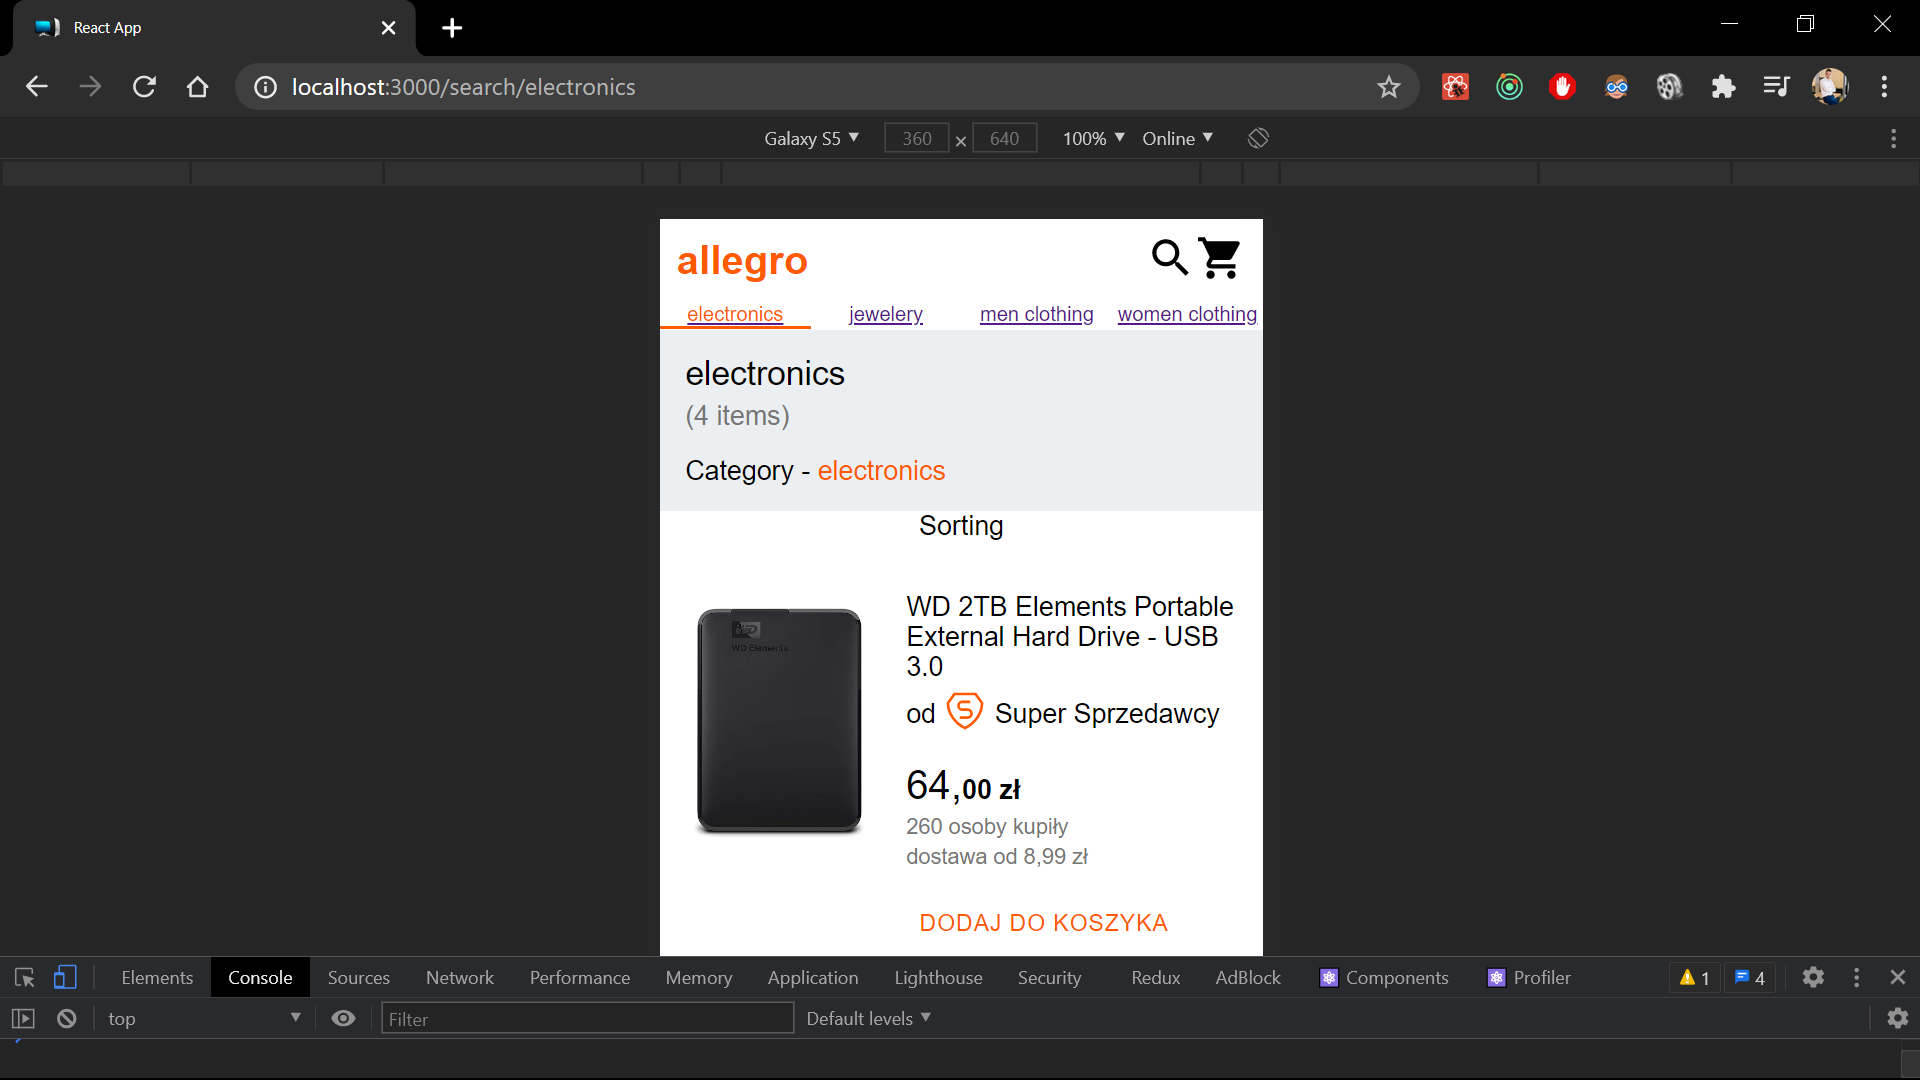 React App
localhost:3000/search/electronics
Galaxy S5 ▼ 360 × 640 100% ▼ Online ▼
allegro
electronics jewelery men clothing women clothing
electronics
(4 items)
Category - electronics
Sorting
WD Elements
WD 2TB Elements Portable
External Hard Drive - USB
3.0
od S Super Sprzedawcy
64,00 zł
260 osoby kupiły
dostawa od 8,99 zł
DODAJ DO KOSZYKA
Elements Console Sources Network Performance Memory Application Lighthouse Security Redux AdBlock Components Profiler 1 4
top ▼ Filter Default levels ▼